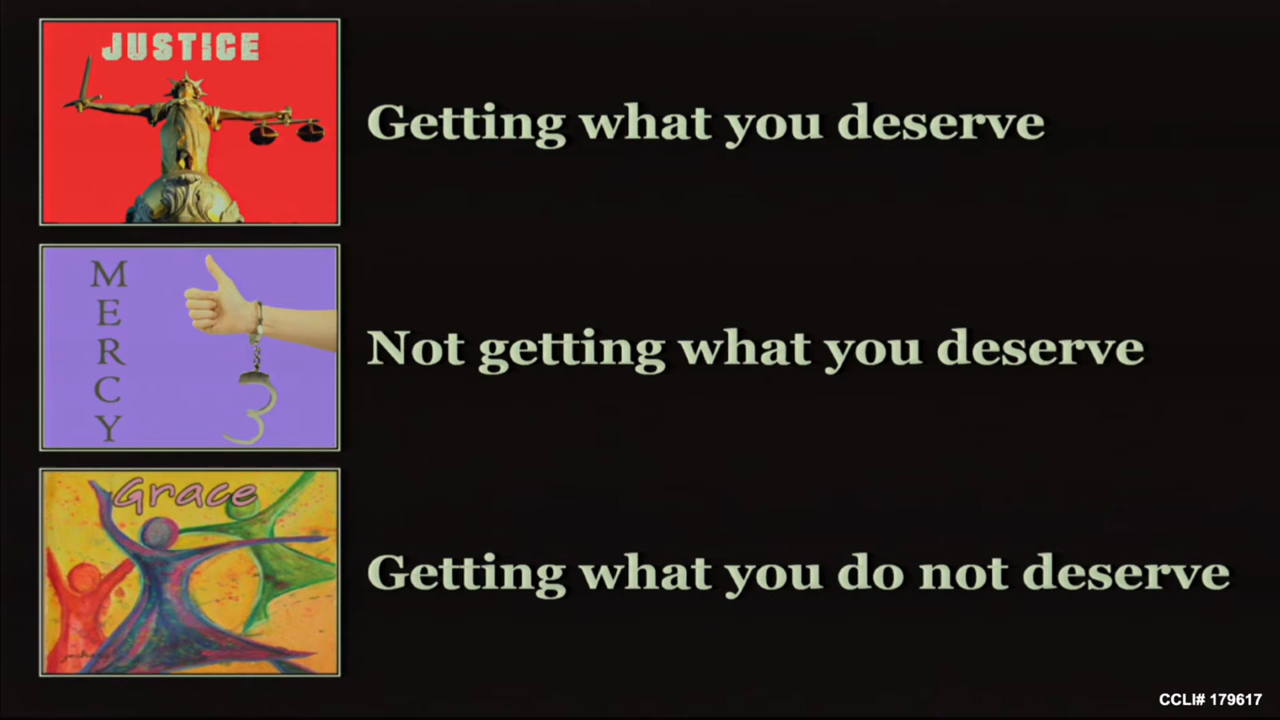 JUSTICE
Getting what you deserve
MERCY
Not getting what you deserve
Grace
Getting what you do not deserve
CCLI# 179617